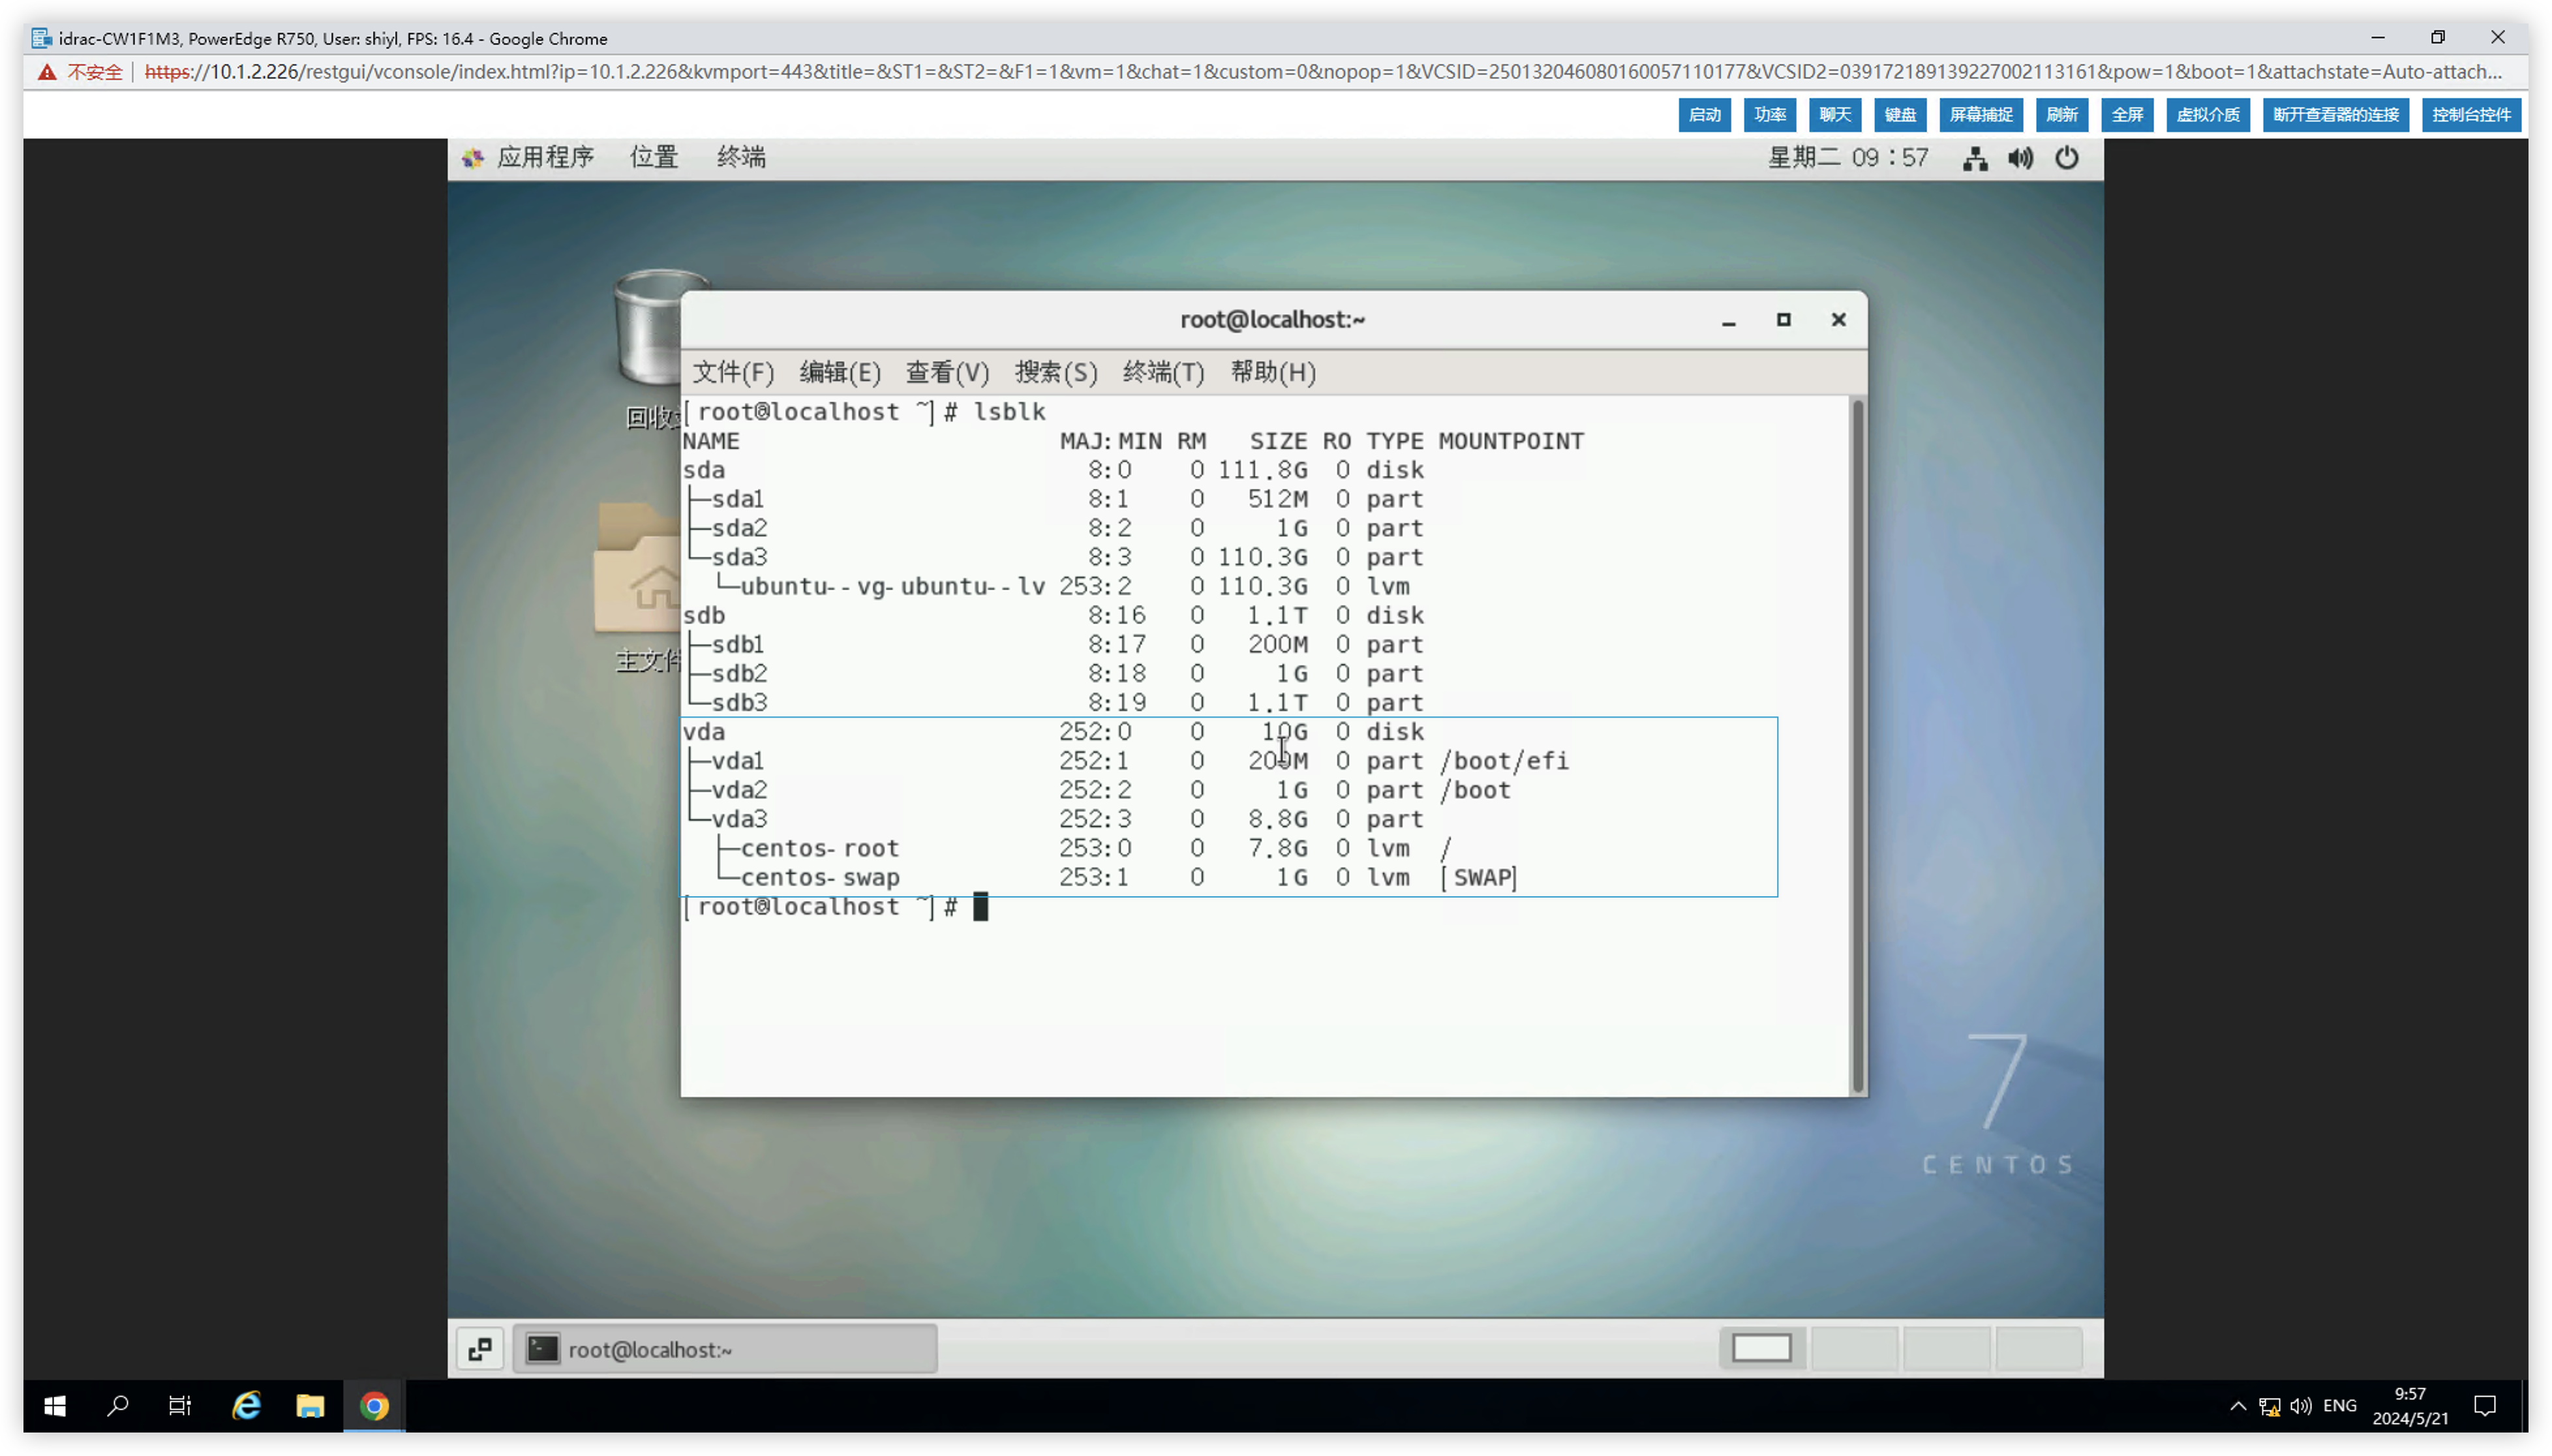 idrac-CW1F1M3, PowerEdge R750, User: shiyl, FPS: 16.4 - Google Chrome
不安全 https://10.1.2.226/restgui/vconsole/index.html?ip=10.1.2.226&kvmport=443&title=&ST1=&ST2=&F1=1&vm=1&chat=1&custom=0&nopop=1&VCSID=250132046080160057110177&VCSID2=039172189139227002113161&pow=1&boot=1&attachstate=Auto-attach...
启动 功率 聊天 键盘 屏幕捕捉 刷新 全屏 虚拟介质 断开查看器的连接 控制台控件
应用程序 位置 终端 星期二 09:57
回收
主文件
root@localhost:~
文件(F) 编辑(E) 查看(V) 搜索(S) 终端(T) 帮助(H)
[root@localhost ~]# lsblk
NAME MAJ:MIN RM SIZE RO TYPE MOUNTPOINT
sda 8:0 0 111.8G 0 disk
├─sda1 8:1 0 512M 0 part
├─sda2 8:2 0 1G 0 part
└─sda3 8:3 0 110.3G 0 part
└─ubuntu--vg-ubuntu--lv 253:2 0 110.3G 0 lvm
sdb 8:16 0 1.1T 0 disk
├─sdb1 8:17 0 200M 0 part
├─sdb2 8:18 0 1G 0 part
└─sdb3 8:19 0 1.1T 0 part
vda 252:0 0 10G 0 disk
├─vda1 252:1 0 200M 0 part /boot/efi
├─vda2 252:2 0 1G 0 part /boot
└─vda3 252:3 0 8.8G 0 part
├─centos-root 253:0 0 7.8G 0 lvm /
└─centos-swap 253:1 0 1G 0 lvm [SWAP]
[root@localhost ~]#
7
CENTOS
root@localhost:~
ENG
9:57
2024/5/21